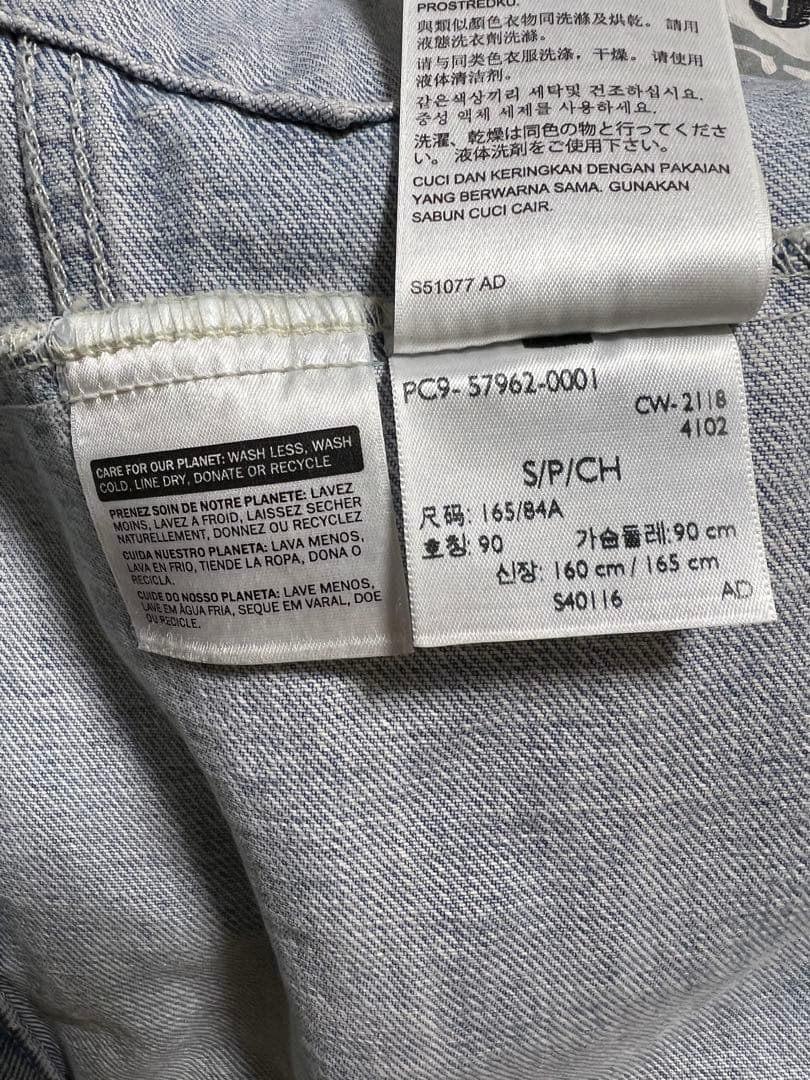 PROSTREDKU.
與類似顏色衣物同洗滌及烘乾。請用
液態洗衣劑洗滌。
请与同类色衣服洗涤，干燥。请使用
液体清洁剂。
같은색상끼리 세탁및 건조하십시요.
중성 액체 세제를 사용하세요.
洗濯、乾燥は同色の物と行ってくださ
い。液体洗剤をご使用下さい。
CUCI DAN KERINGKAN DENGAN PAKAIAN
YANG BERWARNA SAMA. GUNAKAN
SABUN CUCI CAIR.
S51077 AD
PC9-57962-0001
CW-2118
4102
S/P/CH
尺码: 165/84A
호칭: 90 가슴둘레: 90 cm
신장: 160 cm / 165 cm
S40116 AD
CARE FOR OUR PLANET: WASH LESS, WASH
COLD, LINE DRY, DONATE OR RECYCLE
PRENEZ SOIN DE NOTRE PLANETE: LAVEZ
MOINS, LAVEZ A FROID, LAISSEZ SECHER
NATURELLEMENT, DONNEZ OU RECYCLEZ
CUIDA NUESTRO PLANETA: LAVA MENOS,
LAVA EN FRIO, TIENDE LA ROPA, DONA O
RECICLA.
CUIDE DO NOSSO PLANETA: LAVE MENOS,
LAVE EM ÁGUA FRIA, SEQUE EM VARAL, DOE
OU RECICLE.